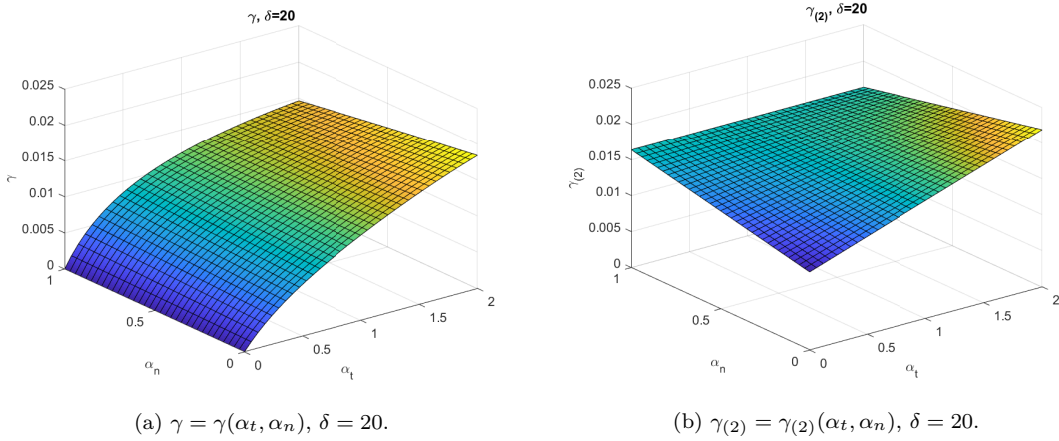 γ, δ=20
0.025
0.02
0.015
0.01
0.005
0
γ
1
0.5
0
α_n
0
0.5
1
1.5
2
α_t
(a) γ = γ(α_t, α_n), δ = 20.
γ_(2), δ=20
0.025
0.02
0.015
0.01
0.005
0
γ_(2)
1
0.5
0
α_n
0
0.5
1
1.5
2
α_t
(b) γ_(2) = γ_(2)(α_t, α_n), δ = 20.